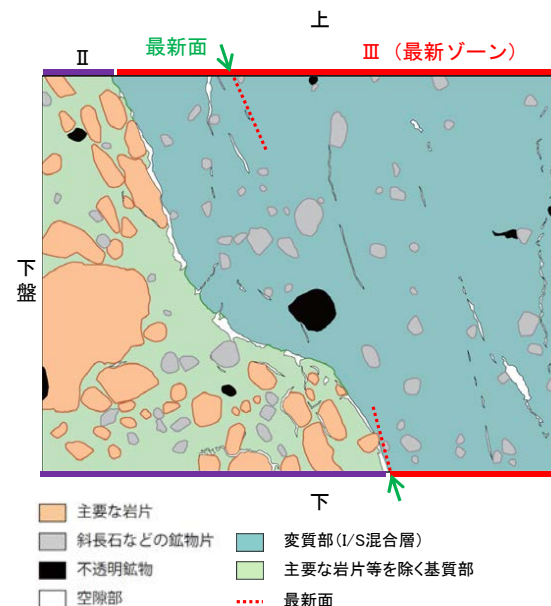 上
最新面
Ⅱ
Ⅲ（最新ゾーン）
下盤
下
主要な岩片
斜長石などの鉱物片
不透明鉱物
空隙部
変質部(I/S混合層)
主要な岩片等を除く基質部
最新面